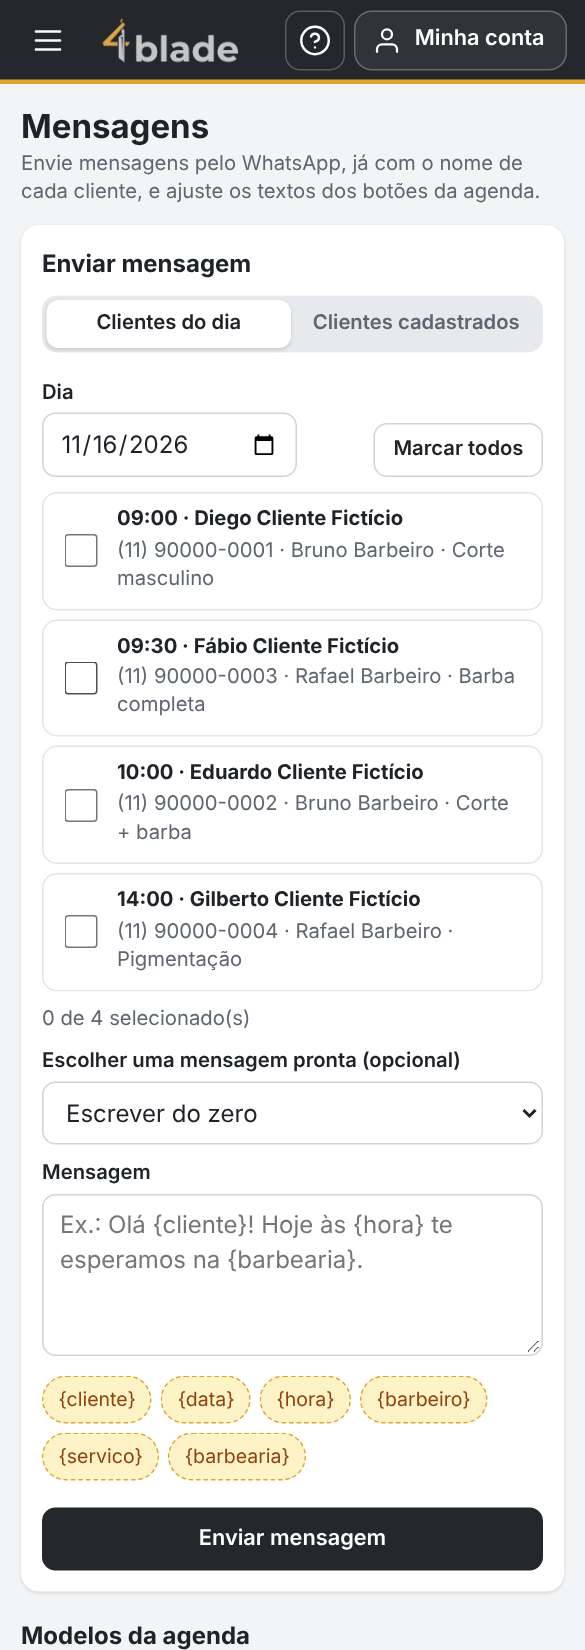 4blade
Minha conta
Mensagens
Envie mensagens pelo WhatsApp, já com o nome de
cada cliente, e ajuste os textos dos botões da agenda.
Enviar mensagem
Clientes do dia
Clientes cadastrados
Dia
11/16/2026
Marcar todos
09:00 · Diego Cliente Fictício
(11) 90000-0001 · Bruno Barbeiro · Corte
masculino
09:30 · Fábio Cliente Fictício
(11) 90000-0003 · Rafael Barbeiro · Barba
completa
10:00 · Eduardo Cliente Fictício
(11) 90000-0002 · Bruno Barbeiro · Corte
+ barba
14:00 · Gilberto Cliente Fictício
(11) 90000-0004 · Rafael Barbeiro ·
Pigmentação
0 de 4 selecionado(s)
Escolher uma mensagem pronta (opcional)
Escrever do zero
Mensagem
Ex.: Olá {cliente}! Hoje às {hora} te
esperamos na {barbearia}.
{cliente} {data} {hora} {barbeiro}
{servico} {barbearia}
Enviar mensagem
Modelos da agenda